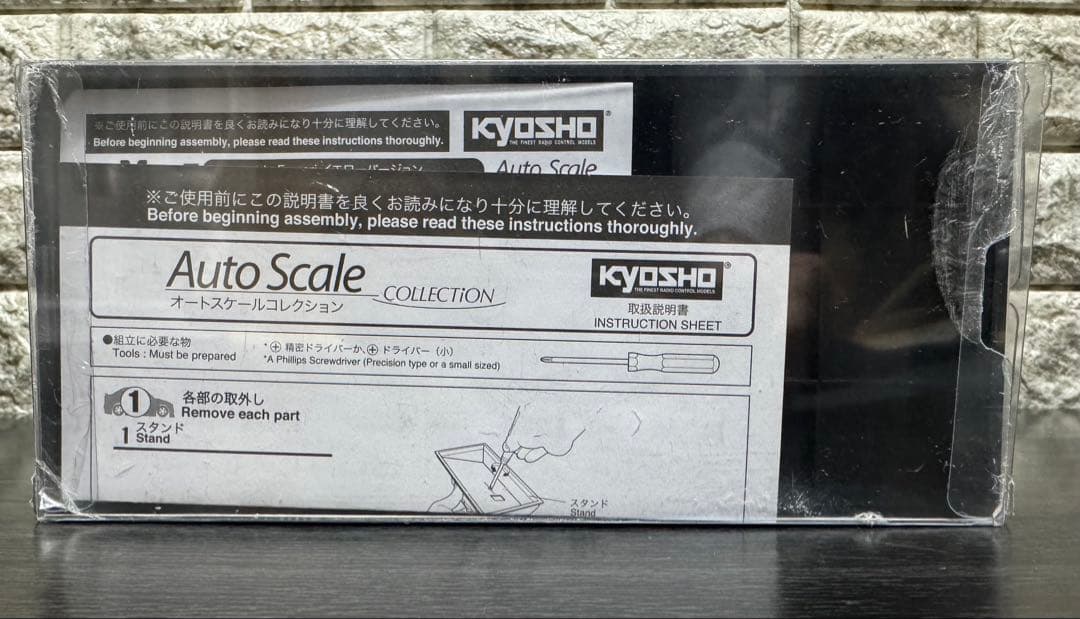 ※ご使用前にこの説明書を良くお読みになり十分に理解してください。
Before beginning assembly, please read these instructions thoroughly.
KYOSHO
THE FINEST RADIO CONTROL MODELS
Auto Scale
※ご使用前にこの説明書を良くお読みになり十分に理解してください。
Before beginning assembly, please read these instructions thoroughly.
Auto Scale COLLECTiON
オートスケールコレクション
KYOSHO
THE FINEST RADIO CONTROL MODELS
取扱説明書
INSTRUCTION SHEET
●組立に必要な物
Tools : Must be prepared
*⊕ 精密ドライバーか、⊕ ドライバー（小）
*A Phillips Screwdriver (Precision type or a small sized)
1 各部の取外し
Remove each part
1 スタンド
Stand
スタンド
Stand